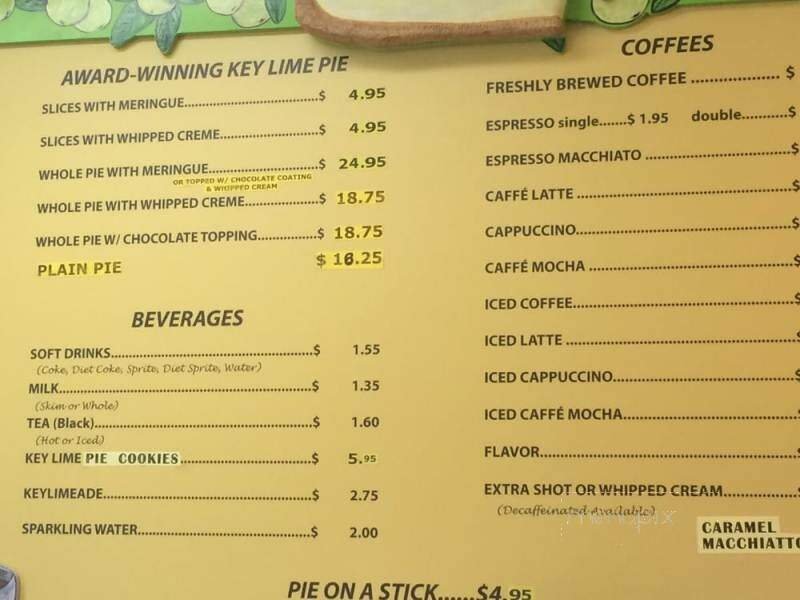 AWARD-WINNING KEY LIME PIE
SLICES WITH MERINGUE...................................$ 4.95
SLICES WITH WHIPPED CREME..........................$ 4.95
WHOLE PIE WITH MERINGUE.............................$ 24.95
OR TOPPED W/ CHOCOLATE COATING
& WHIPPED CREAM
WHOLE PIE WITH WHIPPED CREME...................$ 18.75
WHOLE PIE W/ CHOCOLATE TOPPING...............$ 18.75
PLAIN PIE $ 16.25
BEVERAGES
SOFT DRINKS.....................................................$ 1.55
(Coke, Diet Coke, Sprite, Diet Sprite, Water)
MILK..................................................................$ 1.35
(Skim or Whole)
TEA (Black)........................................................$ 1.60
(Hot or Iced)
KEY LIME PIE COOKIES..................................$ 5.95
KEYLIMEADE.....................................................$ 2.75
SPARKLING WATER............................................$ 2.00
COFFEES
FRESHLY BREWED COFFEE ....................$
ESPRESSO single.......$ 1.95 double............$
ESPRESSO MACCHIATO ................................$
CAFFÉ LATTE ................................................$
CAPPUCCINO................................................$
CAFFÉ MOCHA ..............................................$
ICED COFFEE..................................................$
ICED LATTE ...................................................$
ICED CAPPUCCINO........................................$
ICED CAFFÉ MOCHA......................................$
FLAVOR..........................................................$
EXTRA SHOT OR WHIPPED CREAM................$
(Decaffeinated Available)
menupix
CARAMEL
MACCHIATTO
PIE ON A STICK......$4.95